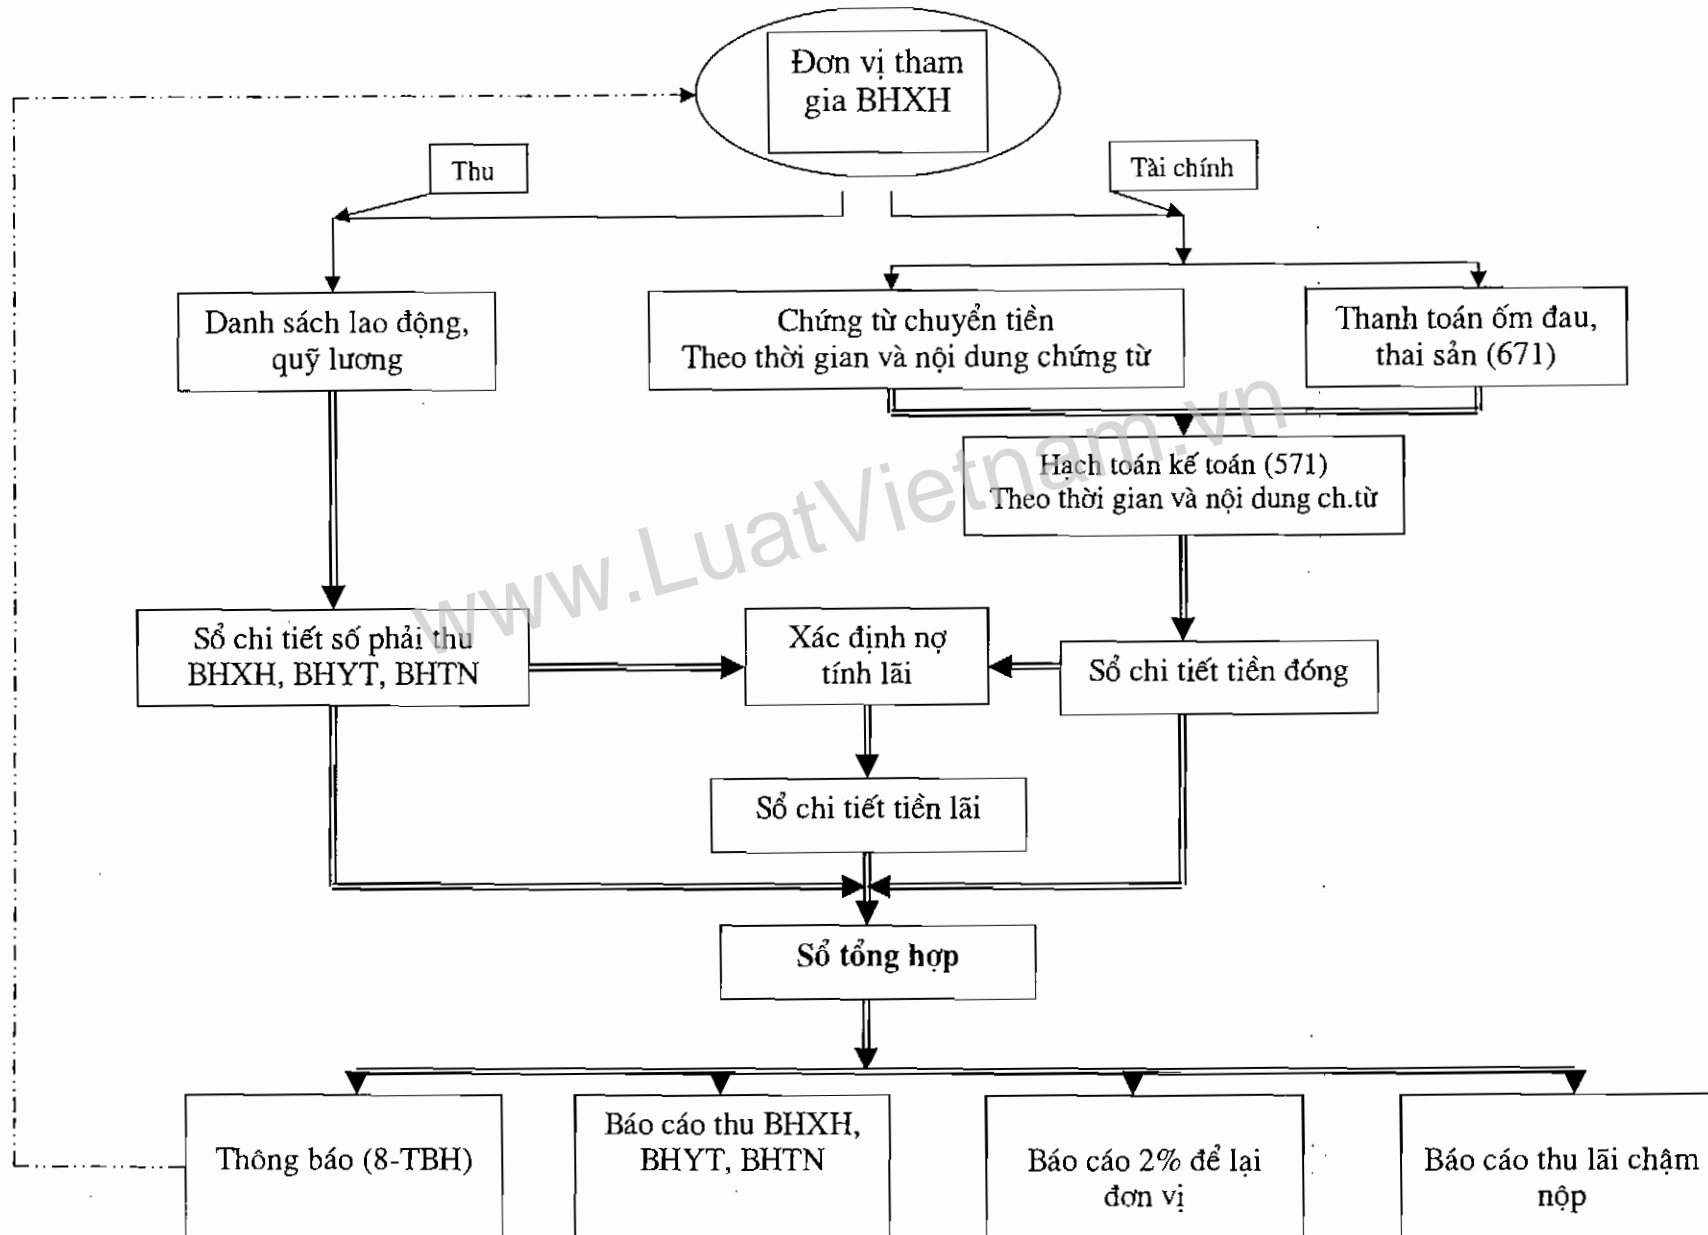 Đơn vị tham
gia BHXH
Thu
Tài chính
Danh sách lao động,
quỹ lương
Chứng từ chuyển tiền
Theo thời gian và nội dung chứng từ
Thanh toán ốm đau,
thai sản (671)
Hạch toán kế toán (571)
Theo thời gian và nội dung ch.từ
www.LuatVietnam.vn
Sổ chi tiết số phải thu
BHXH, BHYT, BHTN
Xác định nợ
tính lãi
Sổ chi tiết tiền đóng
Sổ chi tiết tiền lãi
Sổ tổng hợp
Thông báo (8-TBH)
Báo cáo thu BHXH,
BHYT, BHTN
Báo cáo 2% để lại
đơn vị
Báo cáo thu lãi chậm
nộp